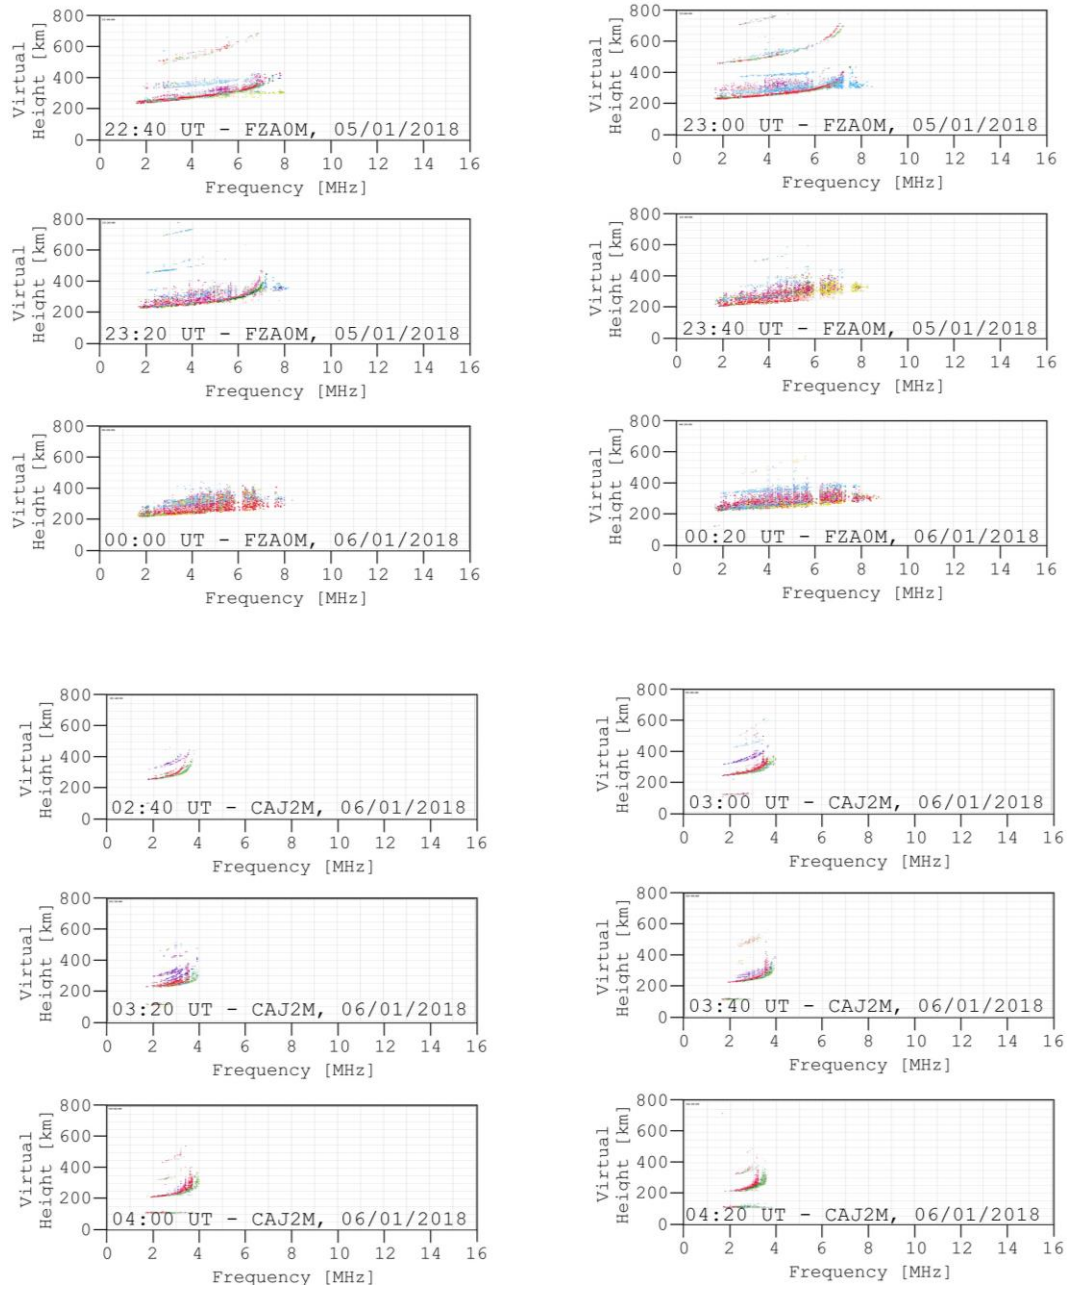 800
600
400
200
0
Virtual
Height [km]
22:40 UT - FZA0M, 05/01/2018
0 2 4 6 8 10 12 14 16
Frequency [MHz]
800
600
400
200
0
Virtual
Height [km]
23:00 UT - FZA0M, 05/01/2018
0 2 4 6 8 10 12 14 16
Frequency [MHz]
800
600
400
200
0
Virtual
Height [km]
23:20 UT - FZA0M, 05/01/2018
0 2 4 6 8 10 12 14 16
Frequency [MHz]
800
600
400
200
0
Virtual
Height [km]
23:40 UT - FZA0M, 05/01/2018
0 2 4 6 8 10 12 14 16
Frequency [MHz]
800
600
400
200
0
Virtual
Height [km]
00:00 UT - FZA0M, 06/01/2018
0 2 4 6 8 10 12 14 16
Frequency [MHz]
800
600
400
200
0
Virtual
Height [km]
00:20 UT - FZA0M, 06/01/2018
0 2 4 6 8 10 12 14 16
Frequency [MHz]
800
600
400
200
0
Virtual
Height [km]
02:40 UT - CAJ2M, 06/01/2018
0 2 4 6 8 10 12 14 16
Frequency [MHz]
800
600
400
200
0
Virtual
Height [km]
03:00 UT - CAJ2M, 06/01/2018
0 2 4 6 8 10 12 14 16
Frequency [MHz]
800
600
400
200
0
Virtual
Height [km]
03:20 UT - CAJ2M, 06/01/2018
0 2 4 6 8 10 12 14 16
Frequency [MHz]
800
600
400
200
0
Virtual
Height [km]
03:40 UT - CAJ2M, 06/01/2018
0 2 4 6 8 10 12 14 16
Frequency [MHz]
800
600
400
200
0
Virtual
Height [km]
04:00 UT - CAJ2M, 06/01/2018
0 2 4 6 8 10 12 14 16
Frequency [MHz]
800
600
400
200
0
Virtual
Height [km]
04:20 UT - CAJ2M, 06/01/2018
0 2 4 6 8 10 12 14 16
Frequency [MHz]